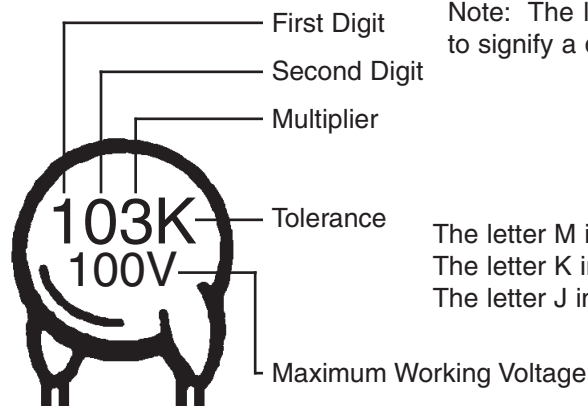 First Digit
Second Digit
Multiplier
Note: The
to signify a
103K
100V
Tolerance
The letter M
The letter K
The letter J
Maximum Working Voltage